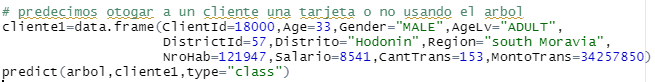 # predecimos otogar a un cliente una tarjeta o no usando el arbol
cliente1=data.frame(ClientId=18000,Age=33,Gender="MALE",AgeLv="ADULT",
DistrictId=57,Distrito="Hodonin",Region="south Moravia",
NroHab=121947,Salario=8541,CantTrans=153,MontoTrans=34257850)
predict(arbol,cliente1,type="class")